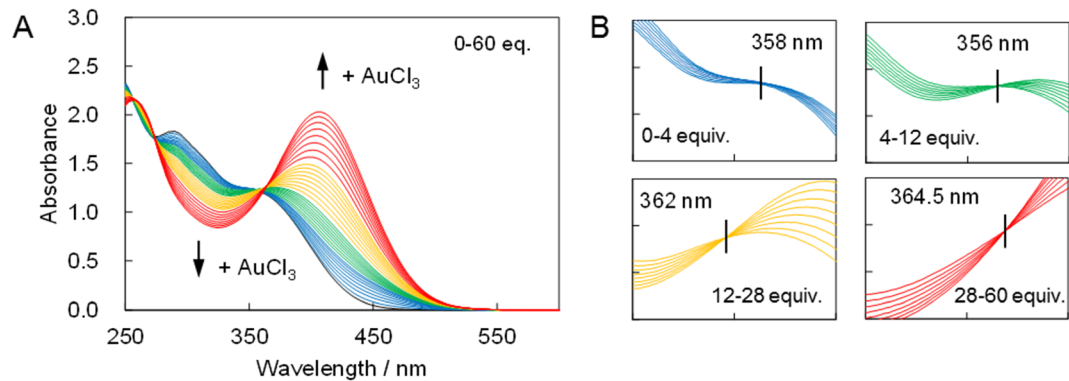 A
3.0
2.5
2.0
1.5
1.0
0.5
0.0
250
350
450
550
Absorbance
Wavelength / nm
0-60 eq.
+ AuCl₃
+ AuCl₃
B
358 nm
0-4 equiv.
356 nm
4-12 equiv.
362 nm
12-28 equiv.
364.5 nm
28-60 equiv.